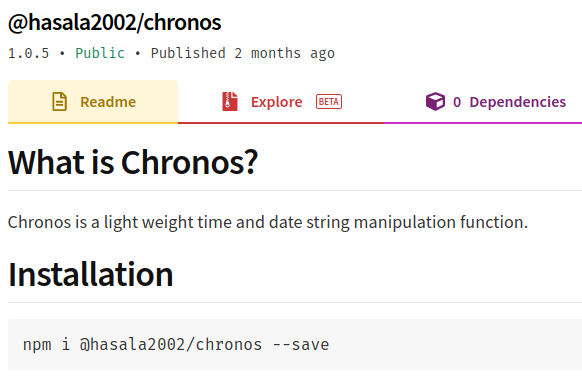 @hasala2002/chronos
1.0.5 • Public • Published 2 months ago
Readme Explore BETA 0 Dependencies
What is Chronos?
Chronos is a light weight time and date string manipulation function.
Installation
npm i @hasala2002/chronos --save